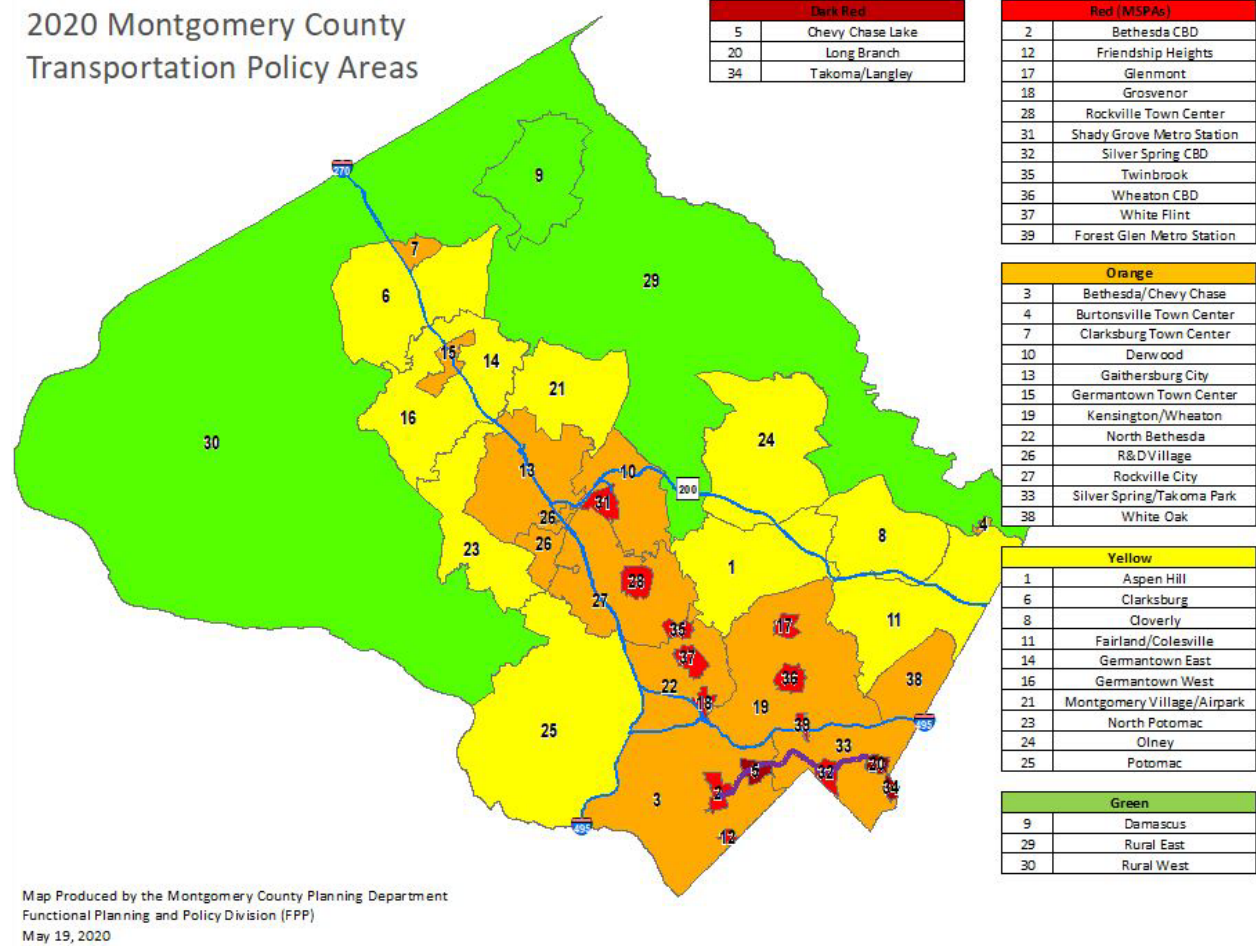 2020 Montgomery County
Transportation Policy Areas
Dark Red
5 Chevy Chase Lake
20 Long Branch
34 Takoma/Langley
Red (MSPAs)
2 Bethesda CBD
12 Friendship Heights
17 Glenmont
18 Grosvenor
28 Rockville Town Center
31 Shady Grove Metro Station
32 Silver Spring CBD
35 Twinbrook
36 Wheaton CBD
37 White Flint
39 Forest Glen Metro Station
Orange
3 Bethesda/Chevy Chase
4 Burtonsville Town Center
7 Clarksburg Town Center
10 Derwood
13 Gaithersburg City
15 Germantown Town Center
19 Kensington/Wheaton
22 North Bethesda
26 R&D Village
27 Rockville City
33 Silver Spring/Takoma Park
38 White Oak
Yellow
1 Aspen Hill
6 Clarksburg
8 Cloverly
11 Fairland/Colesville
14 Germantown East
16 Germantown West
21 Montgomery Village/Airpark
23 North Potomac
24 Olney
25 Potomac
Green
9 Damascus
29 Rural East
30 Rural West
270
9
7
29
6
15
14
21
16
24
30
13
10
200
31
26
4
8
26
23
1
28
27
11
35
17
37
36
38
22
18
19
39
495
25
33
5
32
20
34
2
3
495
12
Map Produced by the Montgomery County Planning Department
Functional Planning and Policy Division (FPP)
May 19, 2020